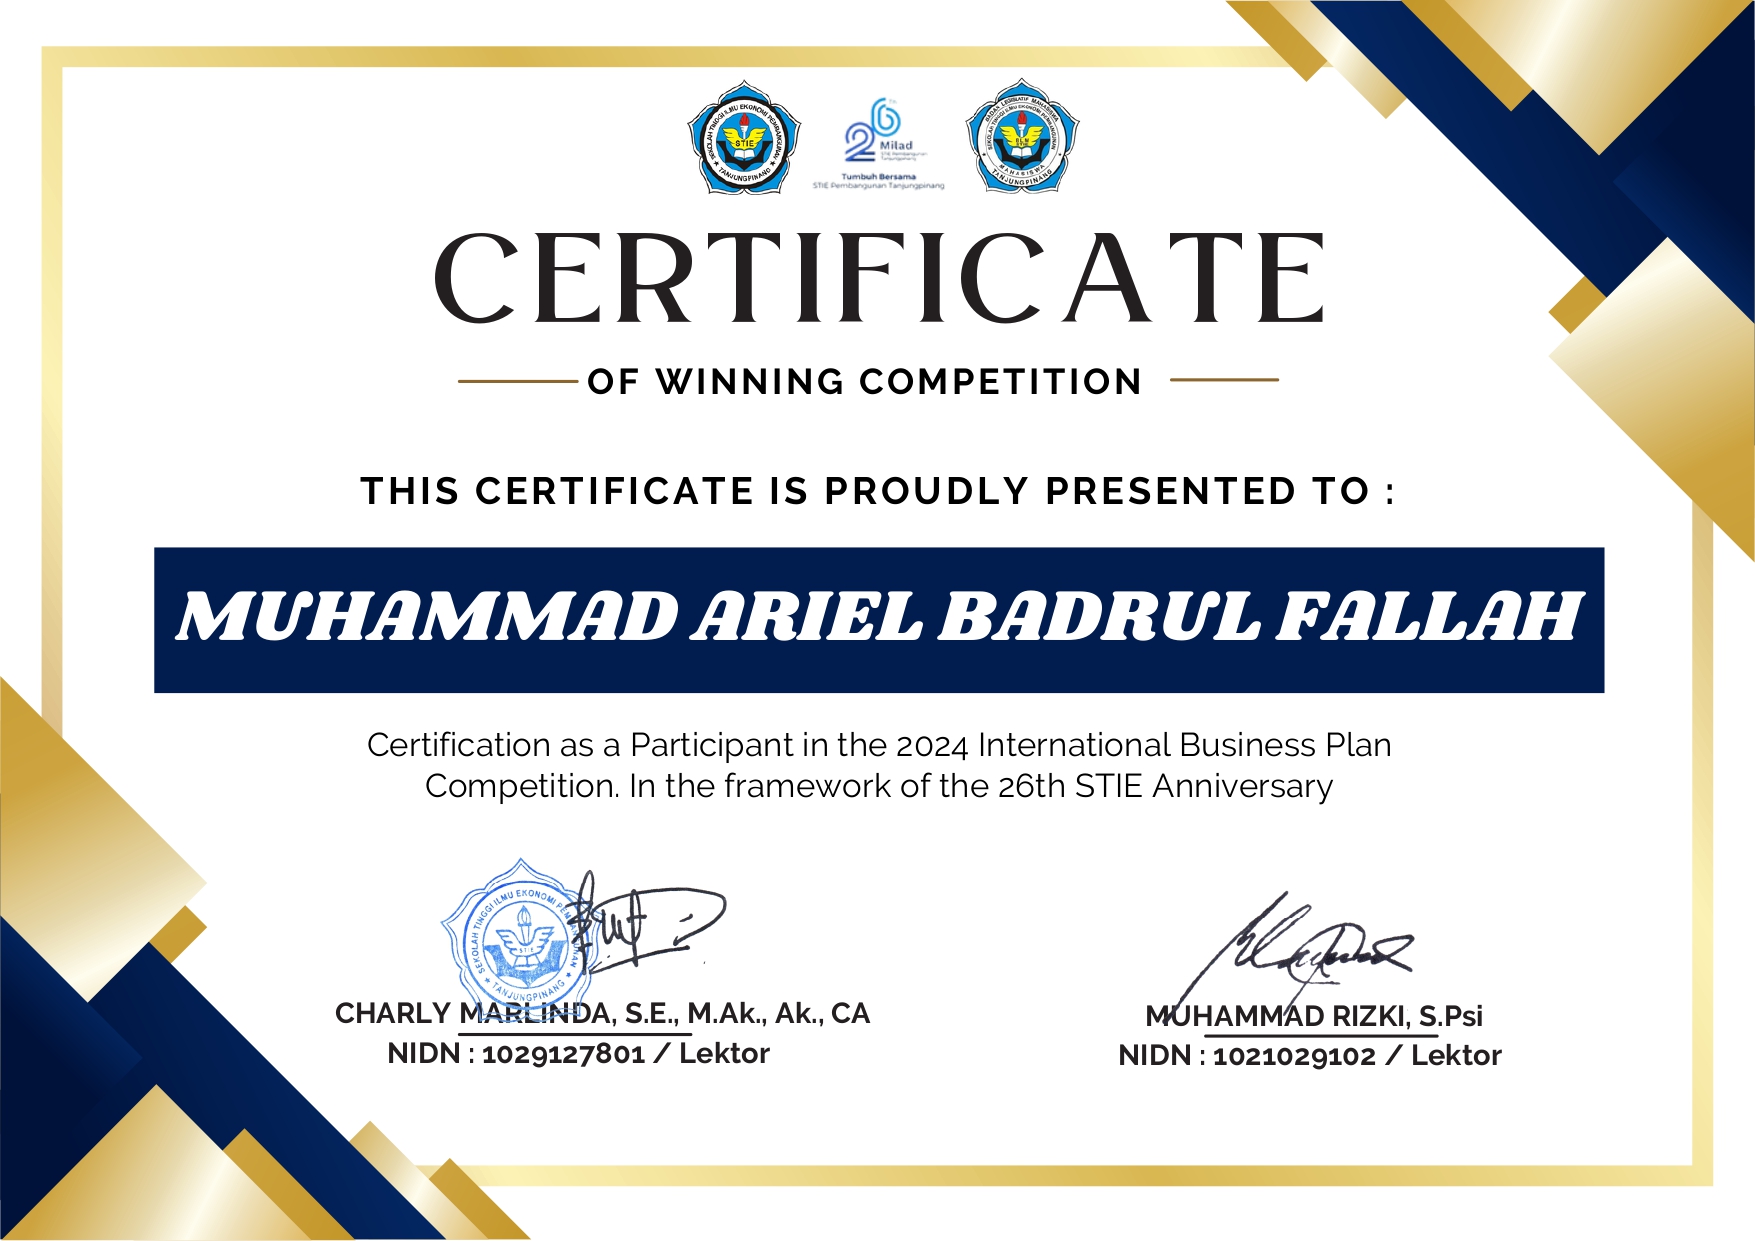 SEKOLAH TINGGI ILMU EKONOMI PEMBANGUNAN
STIE
★ TANJUNGPINANG ★
26
Milad
STIE Pembangunan
Tanjungpinang
Tumbuh Bersama
STIE Pembangunan Tanjungpinang
BADAN LEGISLATIF MAHASISWA
SEKOLAH TINGGI ILMU EKONOMI PEMBANGUNAN
BLM
STIE
MAHASISWA
TANJUNGPINANG
CERTIFICATE
OF WINNING COMPETITION
THIS CERTIFICATE IS PROUDLY PRESENTED TO :
MUHAMMAD ARIEL BADRUL FALLAH
Certification as a Participant in the 2024 International Business Plan
Competition. In the framework of the 26th STIE Anniversary
SEKOLAH TINGGI ILMU EKONOMI PEMBANGUNAN
STIE
★ TANJUNGPINANG ★
CHARLY MARLINDA, S.E., M.Ak., Ak., CA
NIDN : 1029127801 / Lektor
MUHAMMAD RIZKI, S.Psi
NIDN : 1021029102 / Lektor